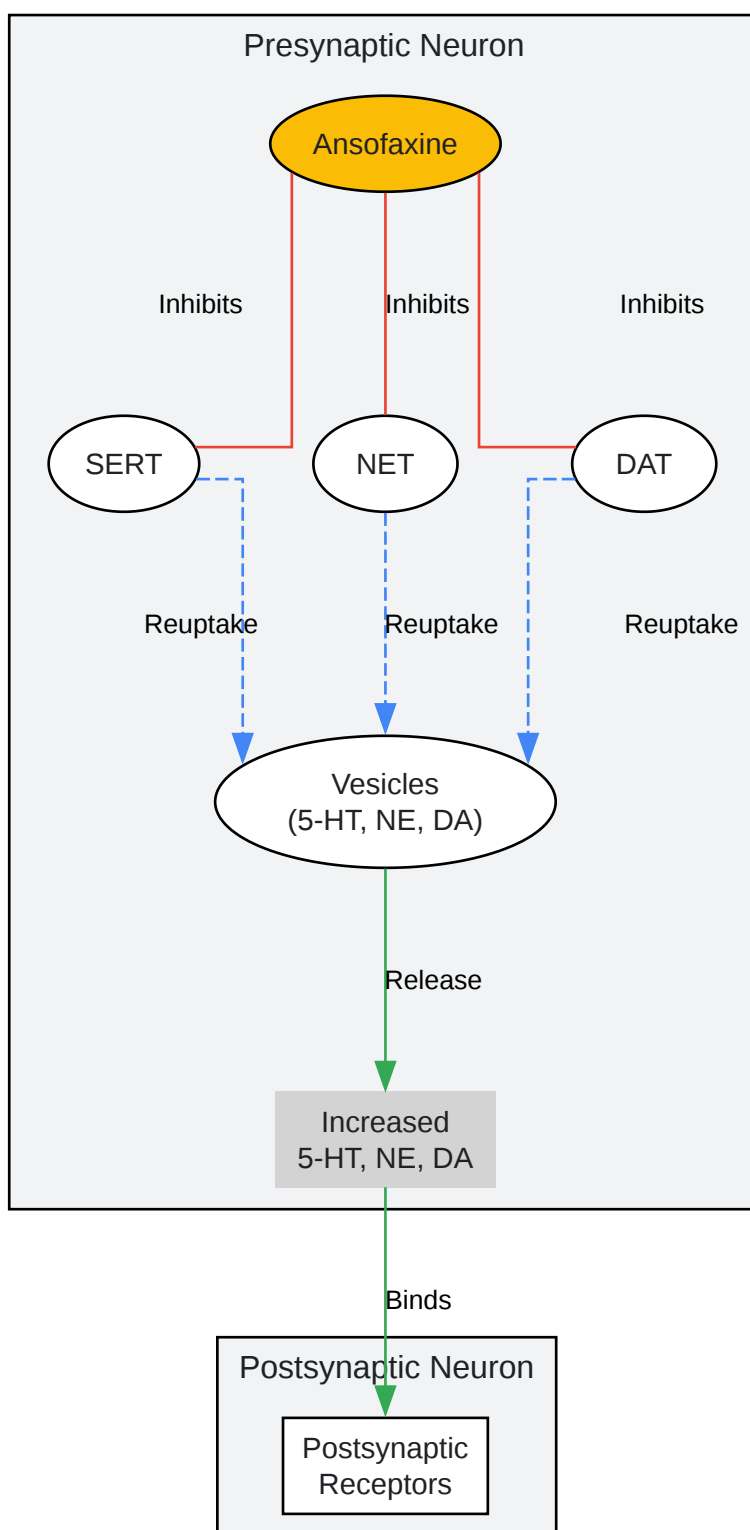 Presynaptic Neuron
Ansofaxine
Inhibits
Inhibits
Inhibits
SERT
NET
DAT
Reuptake
Reuptake
Reuptake
Vesicles
(5-HT, NE, DA)
Release
Increased
5-HT, NE, DA
Binds
Postsynaptic Neuron
Postsynaptic
Receptors